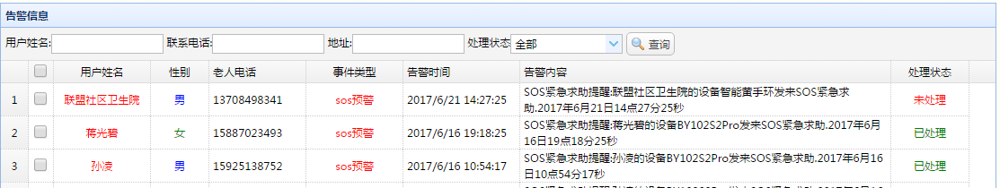 告警信息
用户姓名: 联系电话: 地址: 处理状态 全部 查询
用户姓名 性别 老人电话 事件类型 告警时间 告警内容 处理状态
1 联盟社区卫生院 男 13708498341 sos预警 2017/6/21 14:27:25 SOS紧急求助提醒:联盟社区卫生院的设备智能黄手环发来SOS紧急求
助.2017年6月21日14点27分25秒 未处理
2 蒋光碧 女 15887023493 sos预警 2017/6/16 19:18:25 SOS紧急求助提醒:蒋光碧的设备BY102S2Pro发来SOS紧急求助.2017年6月
16日19点18分25秒 已处理
3 孙凌 男 15925138752 sos预警 2017/6/16 10:54:17 SOS紧急求助提醒:孙凌的设备BY102S2Pro发来SOS紧急求助.2017年6月16
日10点54分17秒 已处理